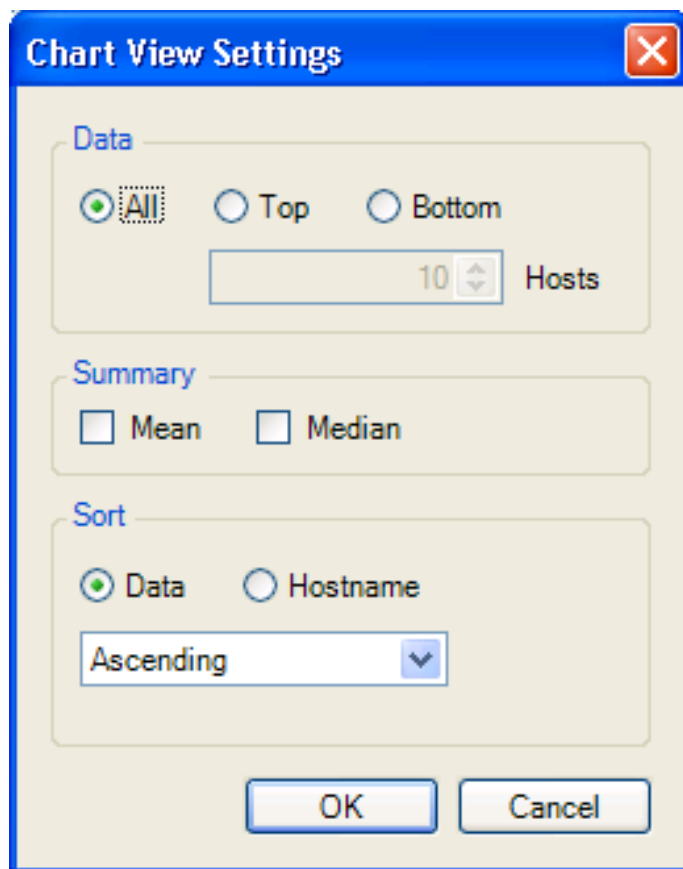 Chart View Settings
Data
All Top Bottom
10 Hosts
Summary
Mean Median
Sort
Data Hostname
Ascending
OK Cancel